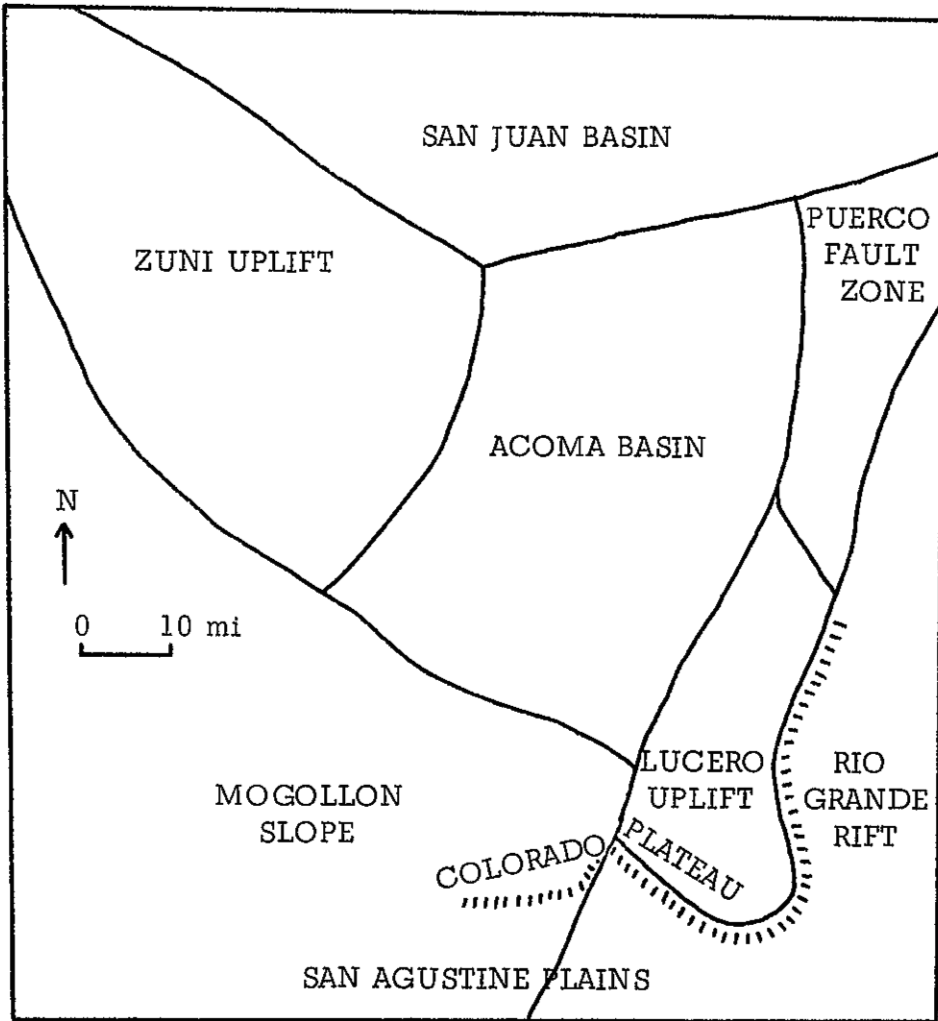 SAN JUAN BASIN
PUERCO
FAULT
ZONE
ZUNI UPLIFT
ACOMA BASIN
N
0 10 mi
LUCERO
UPLIFT
RIO
GRANDE
RIFT
MOGOLLON
SLOPE
COLORADO PLATEAU
SAN AGUSTINE PLAINS